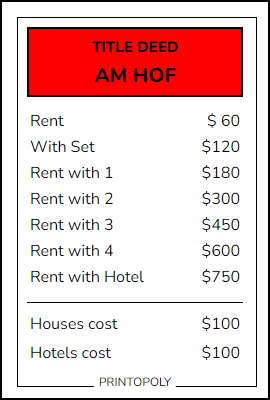 TITLE DEED
AM HOF
Rent $ 60
With Set $120
Rent with 1 $180
Rent with 2 $300
Rent with 3 $450
Rent with 4 $600
Rent with Hotel $750
Houses cost $100
Hotels cost $100
PRINTOPOLY